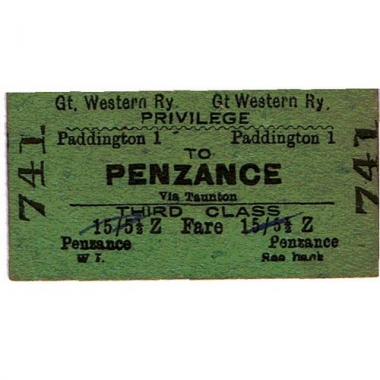 Gt. Western Ry. Gt Western Ry.
PRIVILEGE
Paddington 1 Paddington 1
TO
PENZANCE
Via Taunton
THIRD CLASS
15/5½ Z Fare 15/5½ Z
Penzance Penzance
W.I. See back
741 741